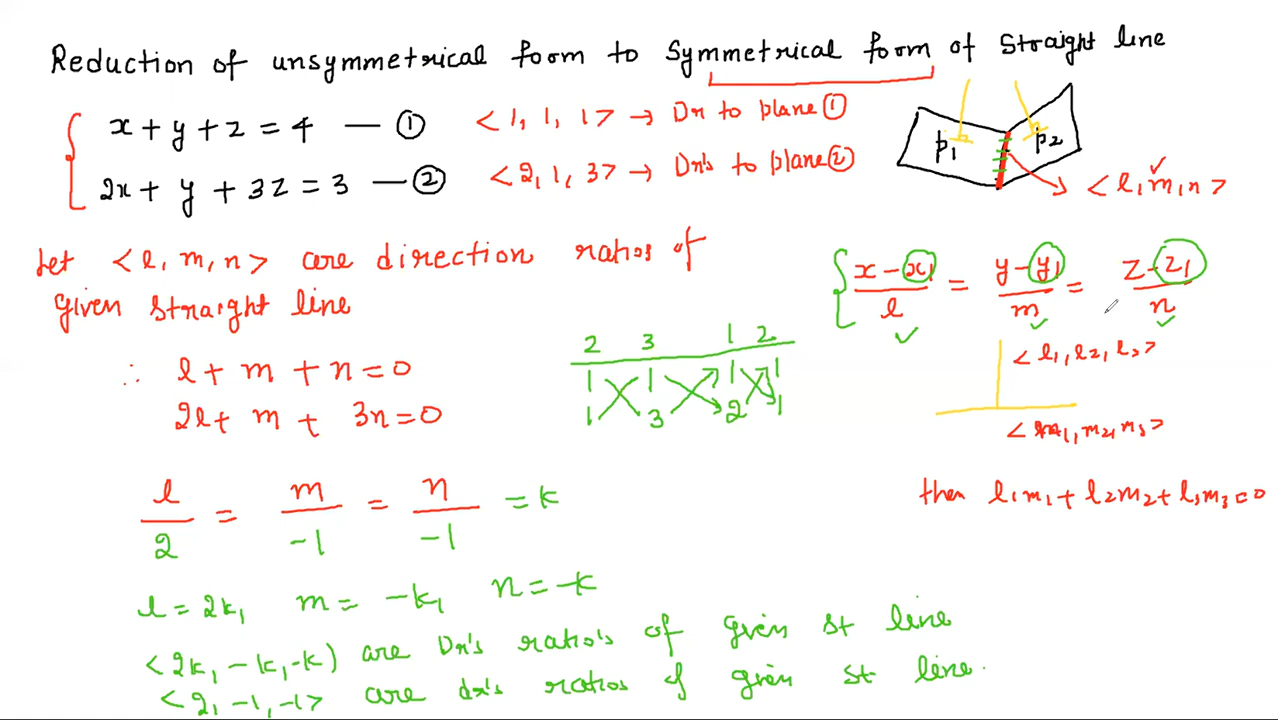 Reduction of unsymmetrical form to Symmetrical form of Straight line
x + y + z = 4 — ① <1, 1, 1> → Dr to plane ①
2x + y + 3z = 3 — ② <2, 1, 3> → Dr's to plane ②
p1 p2
<l, m, n>
Let <l, m, n> are direction ratios of
given straight line
x - x1 / l = y - y1 / m = z - z1 / n
∴ l + m + n = 0
2l + m + 3n = 0
2 3 1 2
1 1 1 1
1 3 2 1
<l1, l2, l3>
<m1, m2, m3>
then l1m1 + l2m2 + l3m3 = 0
l / 2 = m / -1 = n / -1 = k
l = 2k, m = -k, n = -k
<2k, -k, -k) are Dr's ratio's of given st line
<2, -1, -1> are dr's ratios of given st line.